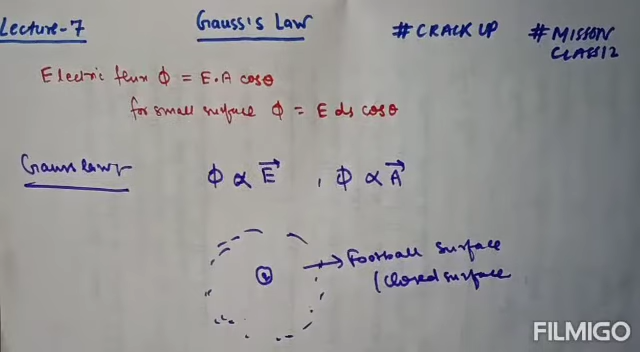 Lecture-7
Gauss's Law
#CRACK UP
#MISSON
CLASS12
Electric flux ϕ = E.A cosθ
for small surface ϕ = E ds cosθ
Gauss law
ϕ ∝ E⃗ , ϕ ∝ A⃗
Football surface
(closed surface
FILMIGO